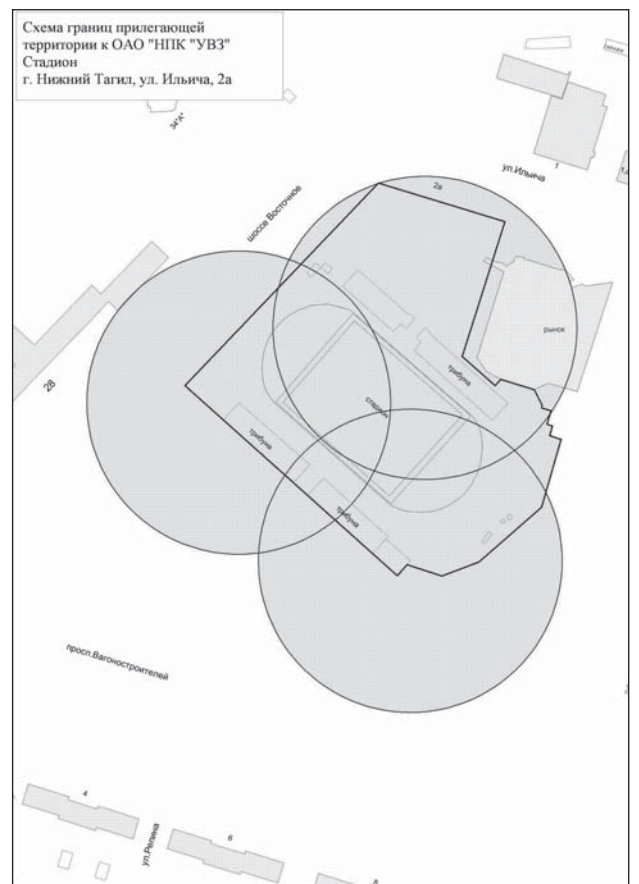 Схема границ прилегающей
территории к ОАО "НПК "УВЗ"
Стадион
г. Нижний Тагил, ул. Ильича, 2а
34"А"
1
ул.Ильича
2а
шоссе Восточное
рынок
трибуна
28
стадион
трибуна
трибуна
просп.Вагоностроителей
4
ул.Репина
6